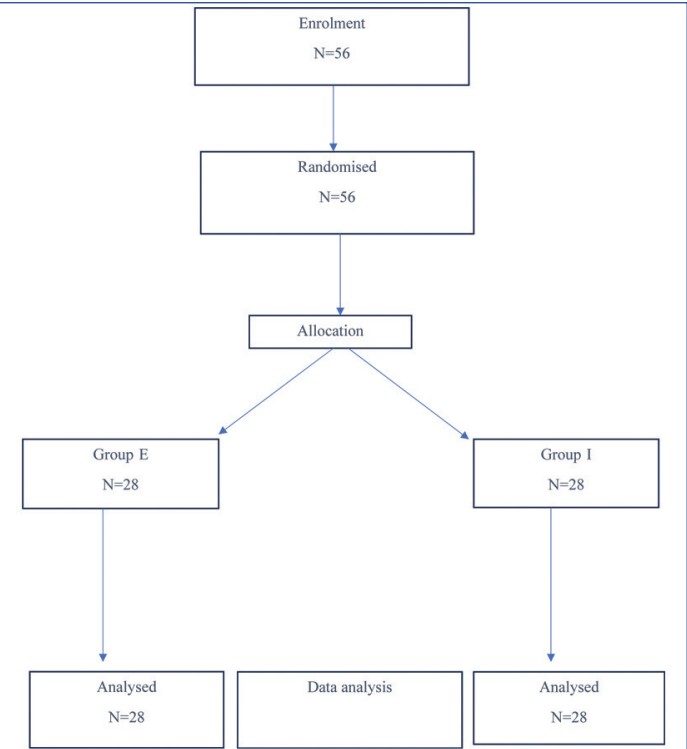 Enrolment
N=56
Randomised
N=56
Allocation
Group E
N=28
Group I
N=28
Analysed
N=28
Data analysis
Analysed
N=28